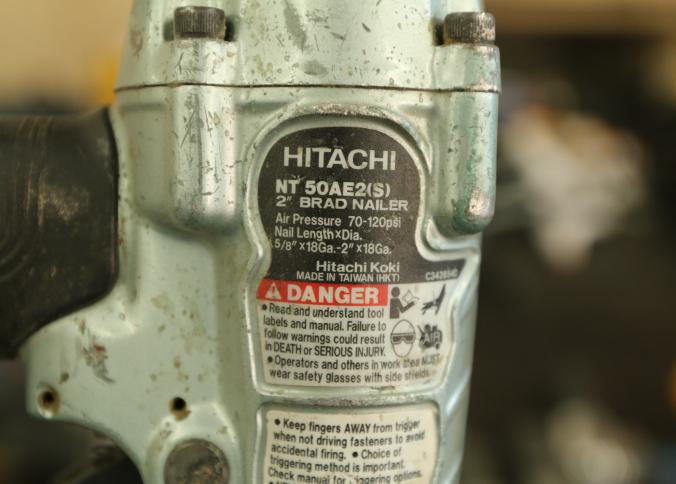 HITACHI
NT 50AE2(S)
2" BRAD NAILER
Air Pressure 70-120psi
Nail Length×Dia.
5/8"×18Ga.-2"×18Ga.
Hitachi Koki
MADE IN TAIWAN (HKT)
DANGER
• Read and understand tool
labels and manual. Failure to
follow warnings could result
in DEATH or SERIOUS INJURY.
AIR
• Operators and others in work area MUST
wear safety glasses with side shields.
• Keep fingers AWAY from trigger
when not driving fasteners to avoid
accidental firing. • Choice of
triggering method is important.
Check manual for triggering options.